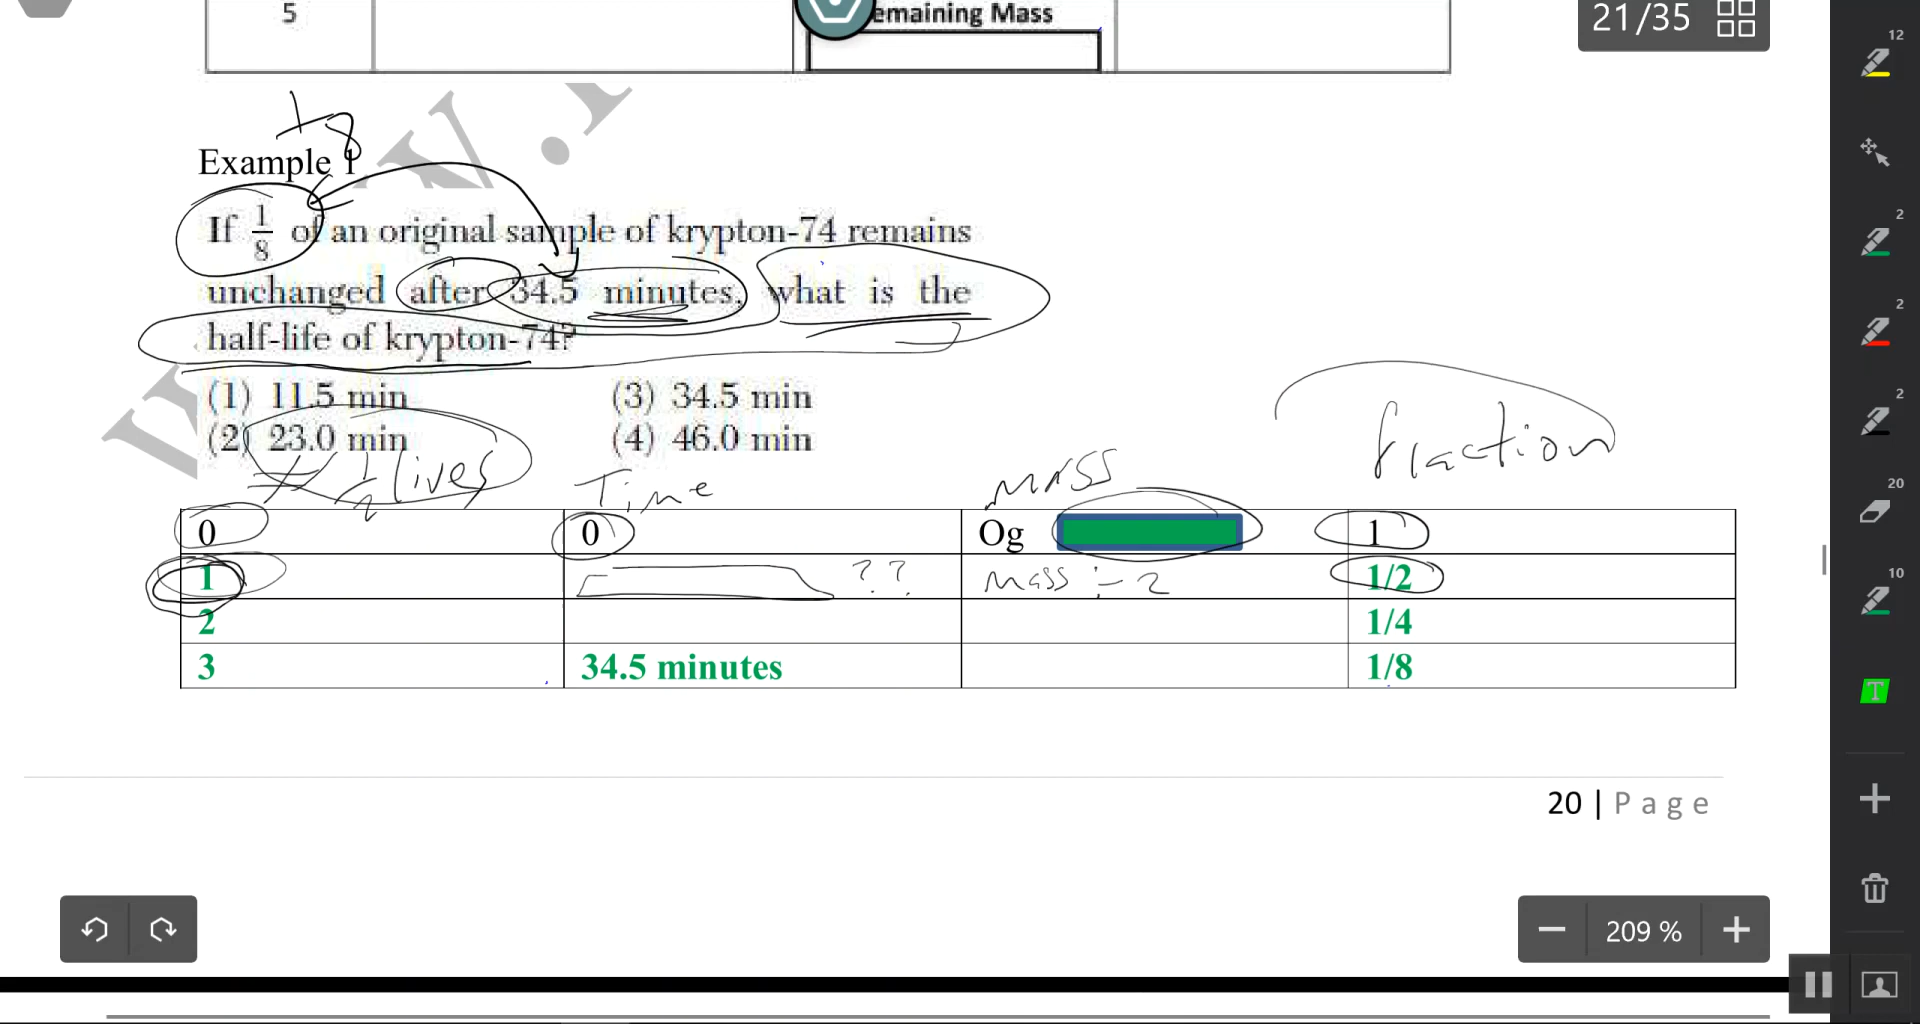 5
emaining Mass
21/35
12
1
8
Example 1
If 1/8 of an original sample of krypton-74 remains
unchanged after 34.5 minutes, what is the
half-life of krypton-74?
(1) 11.5 min
(3) 34.5 min
(2) 23.0 min
(4) 46.0 min
# 1/2 lives
Time
Mass
fraction
0
0
Og
1
1
??
Mass ÷ 2
1/2
2
1/4
3
34.5 minutes
1/8
20 | Page
209 %
2
2
2
20
10
T